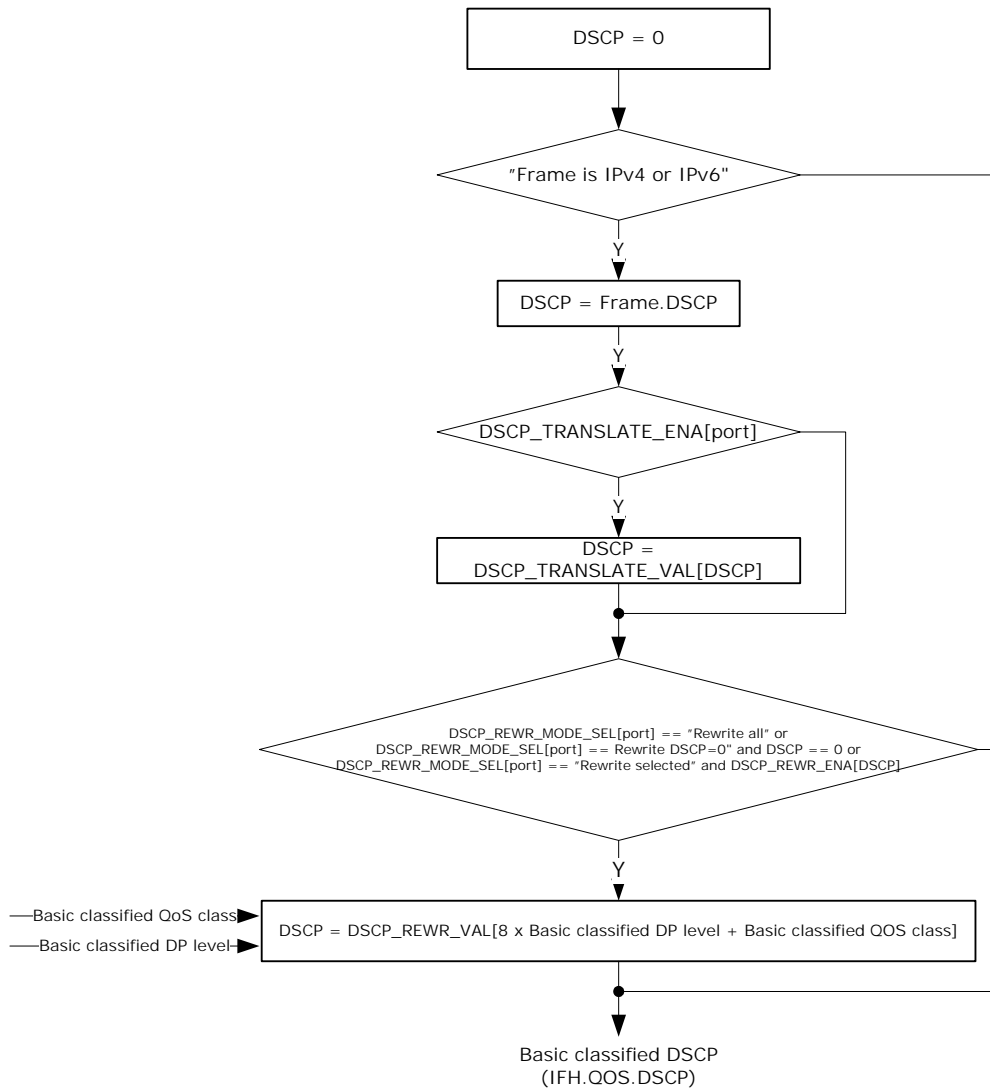 DSCP = 0
"Frame is IPv4 or IPv6"
Y
DSCP = Frame.DSCP
Y
DSCP_TRANSLATE_ENA[port]
Y
DSCP =
DSCP_TRANSLATE_VAL[DSCP]
DSCP_REWR_MODE_SEL[port] == "Rewrite all" or
DSCP_REWR_MODE_SEL[port] == Rewrite DSCP=0" and DSCP == 0 or
DSCP_REWR_MODE_SEL[port] == "Rewrite selected" and DSCP_REWR_ENA[DSCP]
Y
Basic classified QoS class
Basic classified DP level
DSCP = DSCP_REWR_VAL[8 x Basic classified DP level + Basic classified QOS class]
Basic classified DSCP
(IFH.QOS.DSCP)